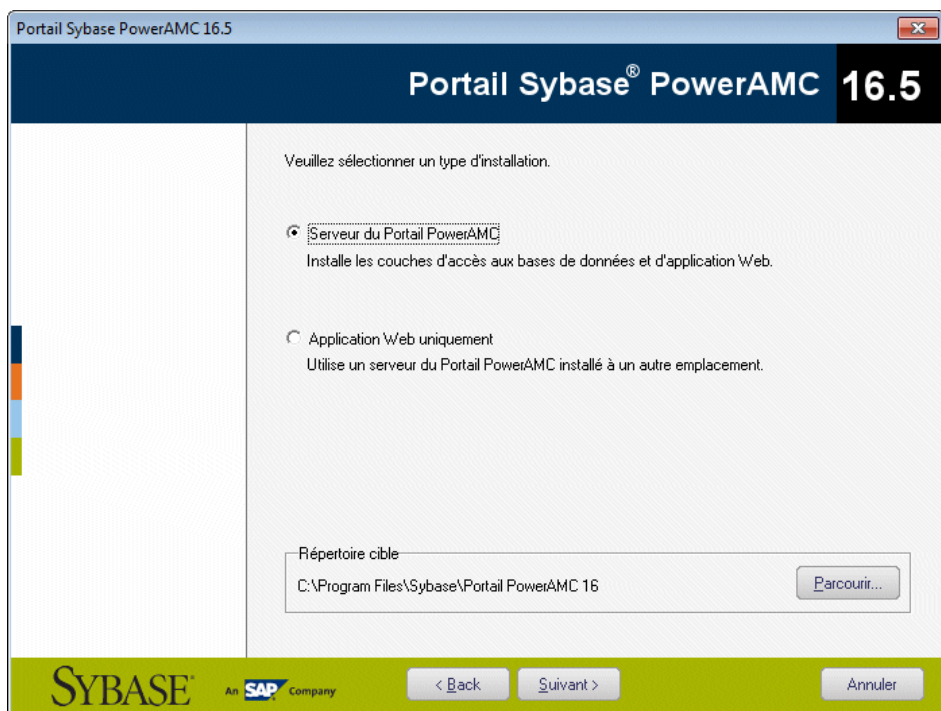 Portail Sybase PowerAMC 16.5
Portail Sybase® PowerAMC 16.5
Veuillez sélectionner un type d'installation.
Serveur du Portail PowerAMC
Installe les couches d'accès aux bases de données et d'application Web.
Application Web uniquement
Utilise un serveur du Portail PowerAMC installé à un autre emplacement.
Répertoire cible
C:\Program Files\Sybase\Portail PowerAMC 16
Parcourir...
SYBASE® An SAP Company
< Back
Suivant >
Annuler